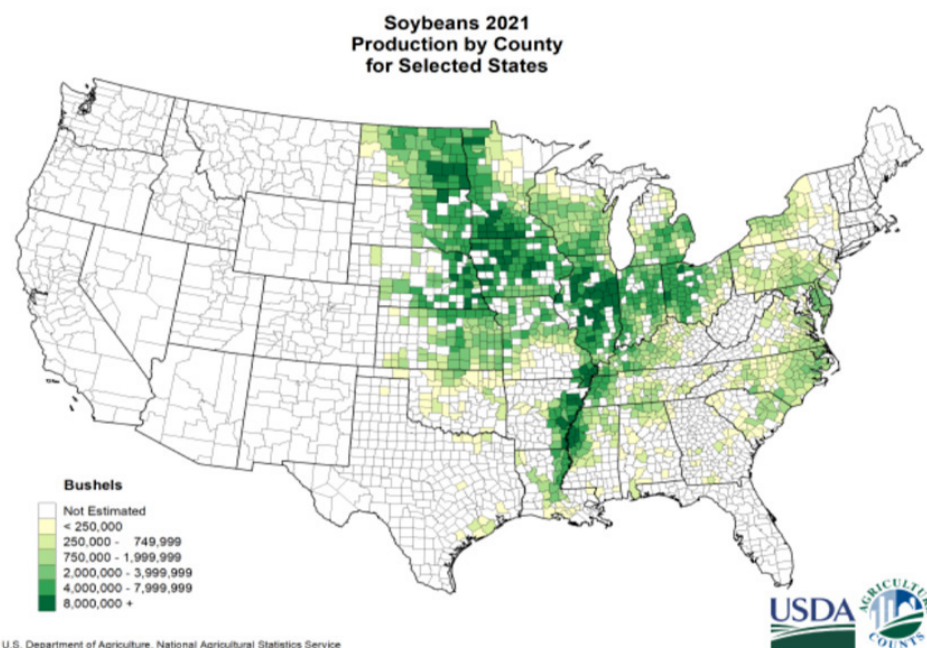 Soybeans 2021
Production by County
for Selected States
Bushels
Not Estimated
< 250,000
250,000 - 749,999
750,000 - 1,999,999
2,000,000 - 3,999,999
4,000,000 - 7,999,999
8,000,000 +
USDA
AGRICULTURE
COUNTS
U.S. Department of Agriculture, National Agricultural Statistics Service